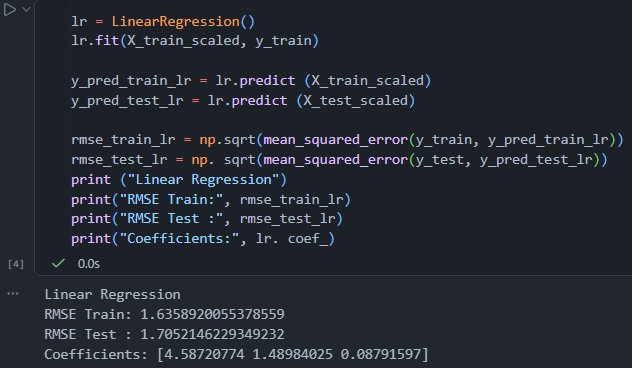 lr = LinearRegression()
lr.fit(X_train_scaled, y_train)
y_pred_train_lr = lr.predict (X_train_scaled)
y_pred_test_lr = lr.predict (X_test_scaled)
rmse_train_lr = np.sqrt(mean_squared_error(y_train, y_pred_train_lr))
rmse_test_lr = np. sqrt(mean_squared_error(y_test, y_pred_test_lr))
print ("Linear Regression")
print("RMSE Train:", rmse_train_lr)
print("RMSE Test :", rmse_test_lr)
print("Coefficients:", lr. coef_)
[4] ✓ 0.0s
... Linear Regression
RMSE Train: 1.6358920055378559
RMSE Test : 1.7052146229349232
Coefficients: [4.58720774 1.48984025 0.08791597]